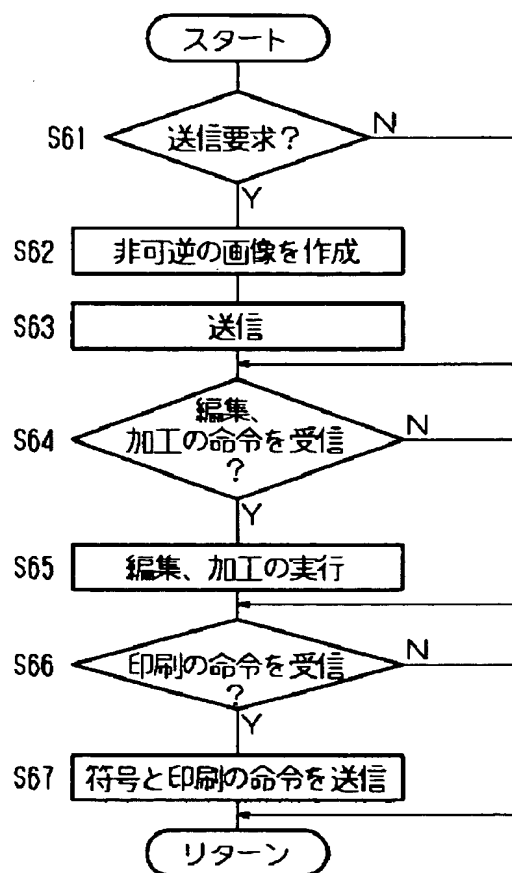 スタート
S61
送信要求？
N
Y
S62
非可逆の画像を作成
S63
送信
S64
編集、
加工の命令を受信
？
N
Y
S65
編集、加工の実行
S66
印刷の命令を受信
？
N
Y
S67
符号と印刷の命令を送信
リターン